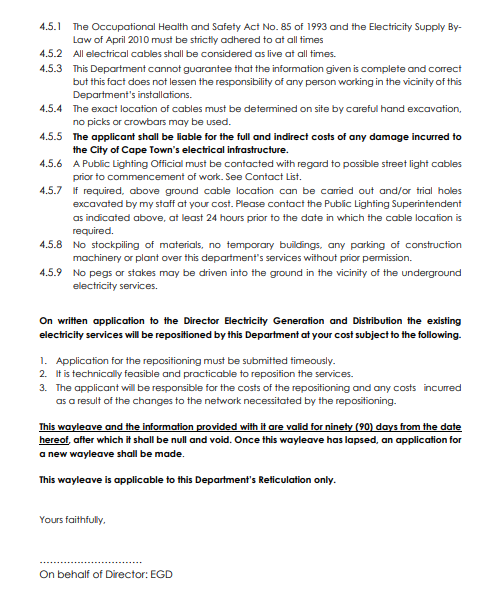 4.5.1 The Occupational Health and Safety Act No. 85 of 1993 and the Electricity Supply By-
Law of April 2010 must be strictly adhered to at all times
4.5.2 All electrical cables shall be considered as live at all times.
4.5.3 This Department cannot guarantee that the information given is complete and correct
but this fact does not lessen the responsibility of any person working in the vicinity of this
Department's installations.
4.5.4 The exact location of cables must be determined on site by careful hand excavation,
no picks or crowbars may be used.
4.5.5 The applicant shall be liable for the full and indirect costs of any damage incurred to
the City of Cape Town's electrical infrastructure.
4.5.6 A Public Lighting Official must be contacted with regard to possible street light cables
prior to commencement of work. See Contact List.
4.5.7 If required, above ground cable location can be carried out and/or trial holes
excavated by my staff at your cost. Please contact the Public Lighting Superintendent
as indicated above, at least 24 hours prior to the date in which the cable location is
required.
4.5.8 No stockpiling of materials, no temporary buildings, any parking of construction
machinery or plant over this department's services without prior permission.
4.5.9 No pegs or stakes may be driven into the ground in the vicinity of the underground
electricity services.
On written application to the Director Electricity Generation and Distribution the existing
electricity services will be repositioned by this Department at your cost subject to the following.
1. Application for the repositioning must be submitted timeously.
2. It is technically feasible and practicable to reposition the services.
3. The applicant will be responsible for the costs of the repositioning and any costs incurred
as a result of the changes to the network necessitated by the repositioning.
This wayleave and the information provided with it are valid for ninety (90) days from the date
hereof, after which it shall be null and void. Once this wayleave has lapsed, an application for
a new wayleave shall be made.
This wayleave is applicable to this Department's Reticulation only.
Yours faithfully,
..............................
On behalf of Director: EGD